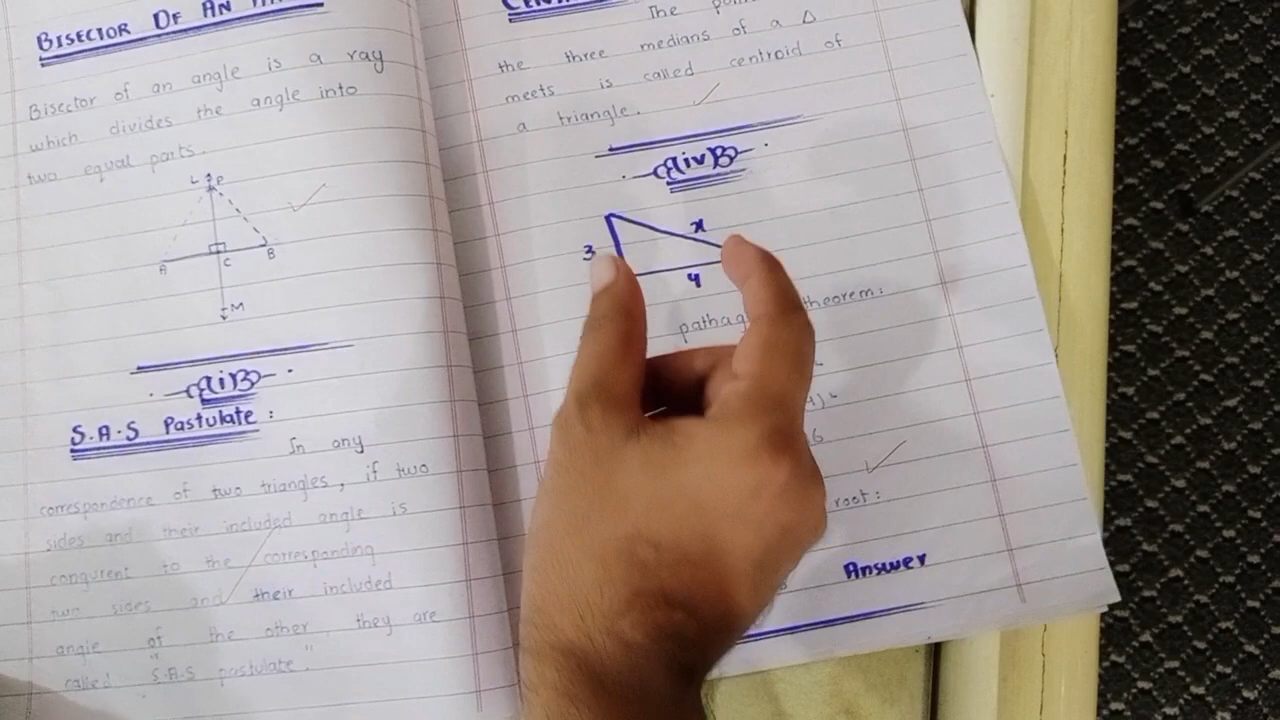 BISECTOR OF AN
Bisector of an angle is a ray
which divides the angle into
two equal parts.
L P
A C B
M
Q i B
S.A.S Pastulate :
In any
correspondence of two triangles, if two
sides and their included angle is
congurent to the corresponding
two sides and their included
angle of the other they are
called "S.A.S pastulate."
The
the three medians of a Δ
meets is called centroid of
a triangle.
x
3
4
theorem:
root:
Answer